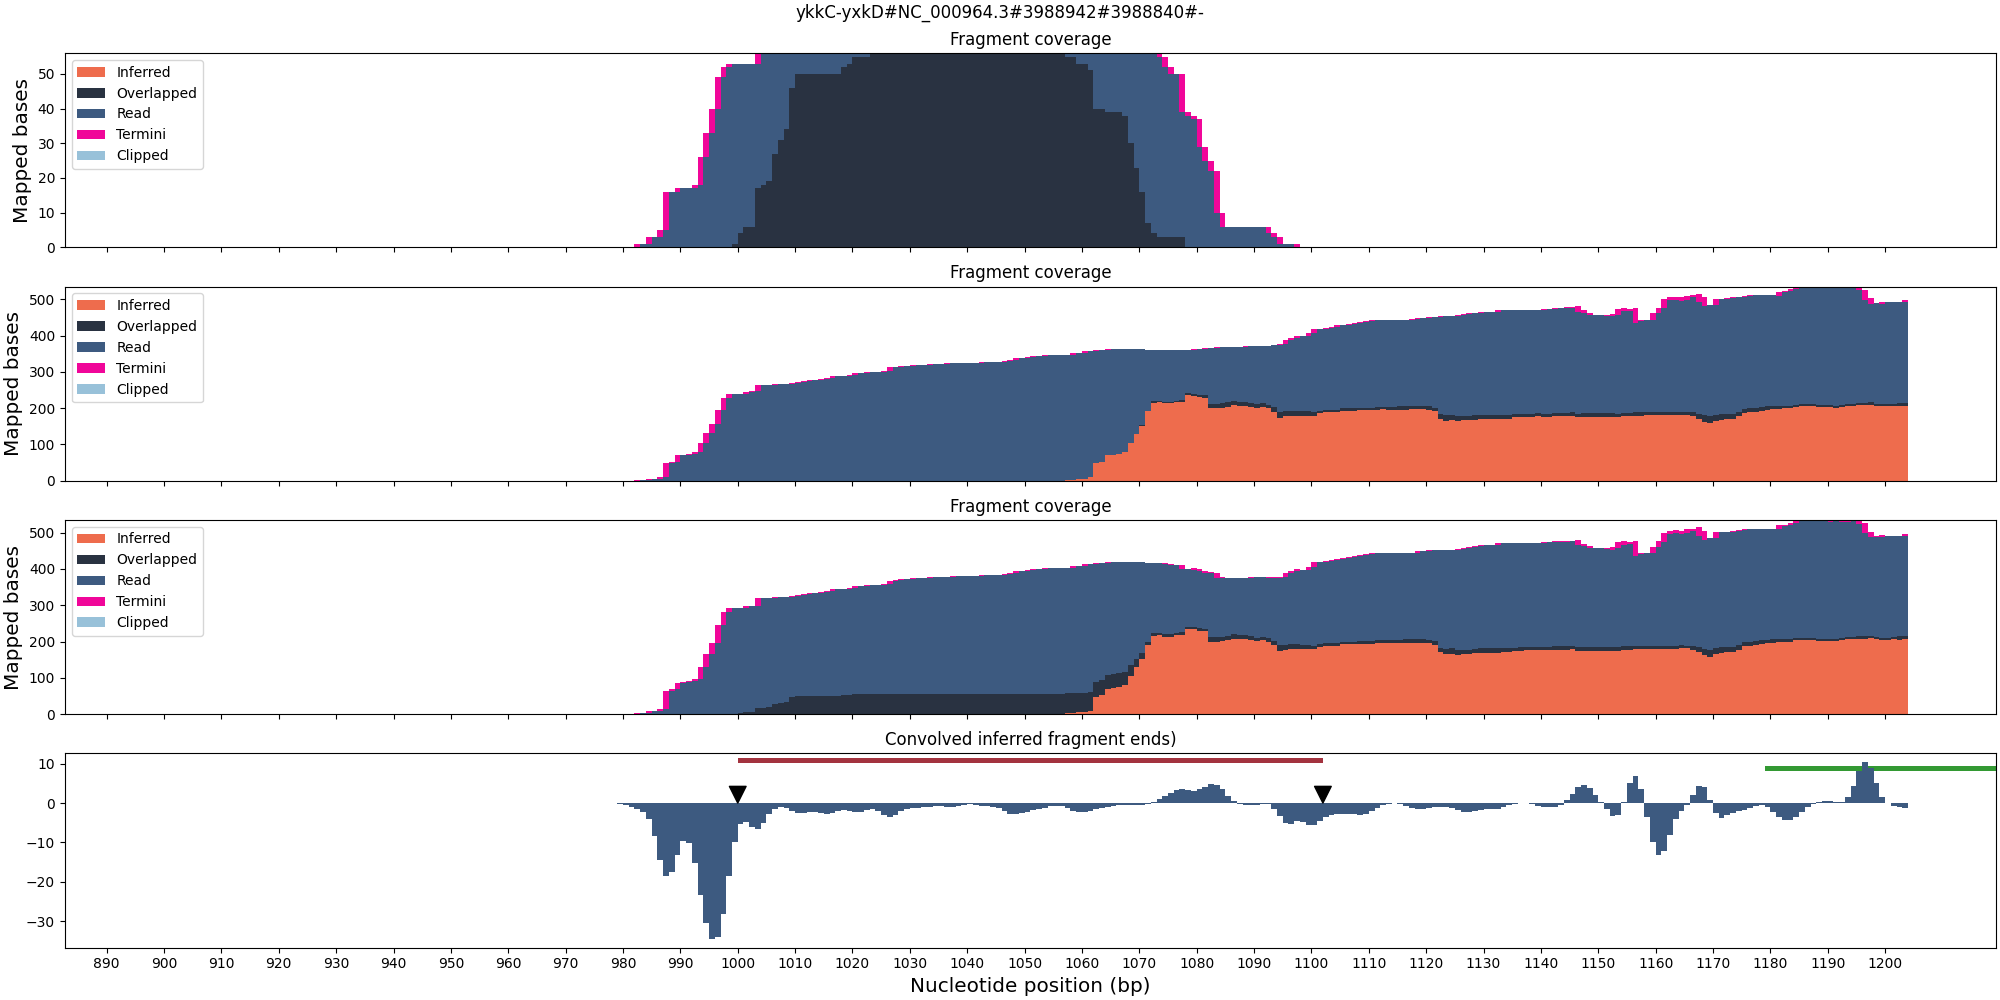 ykkC-yxkD#NC_000964.3#3988942#3988840#-
Fragment coverage
Mapped bases
50
40
30
20
10
0
Inferred
Overlapped
Read
Termini
Clipped
Fragment coverage
Mapped bases
500
400
300
200
100
0
Inferred
Overlapped
Read
Termini
Clipped
Fragment coverage
Mapped bases
500
400
300
200
100
0
Inferred
Overlapped
Read
Termini
Clipped
Convolved inferred fragment ends)
10
0
−10
−20
−30
890 900 910 920 930 940 950 960 970 980 990 1000 1010 1020 1030 1040 1050 1060 1070 1080 1090 1100 1110 1120 1130 1140 1150 1160 1170 1180 1190 1200
Nucleotide position (bp)